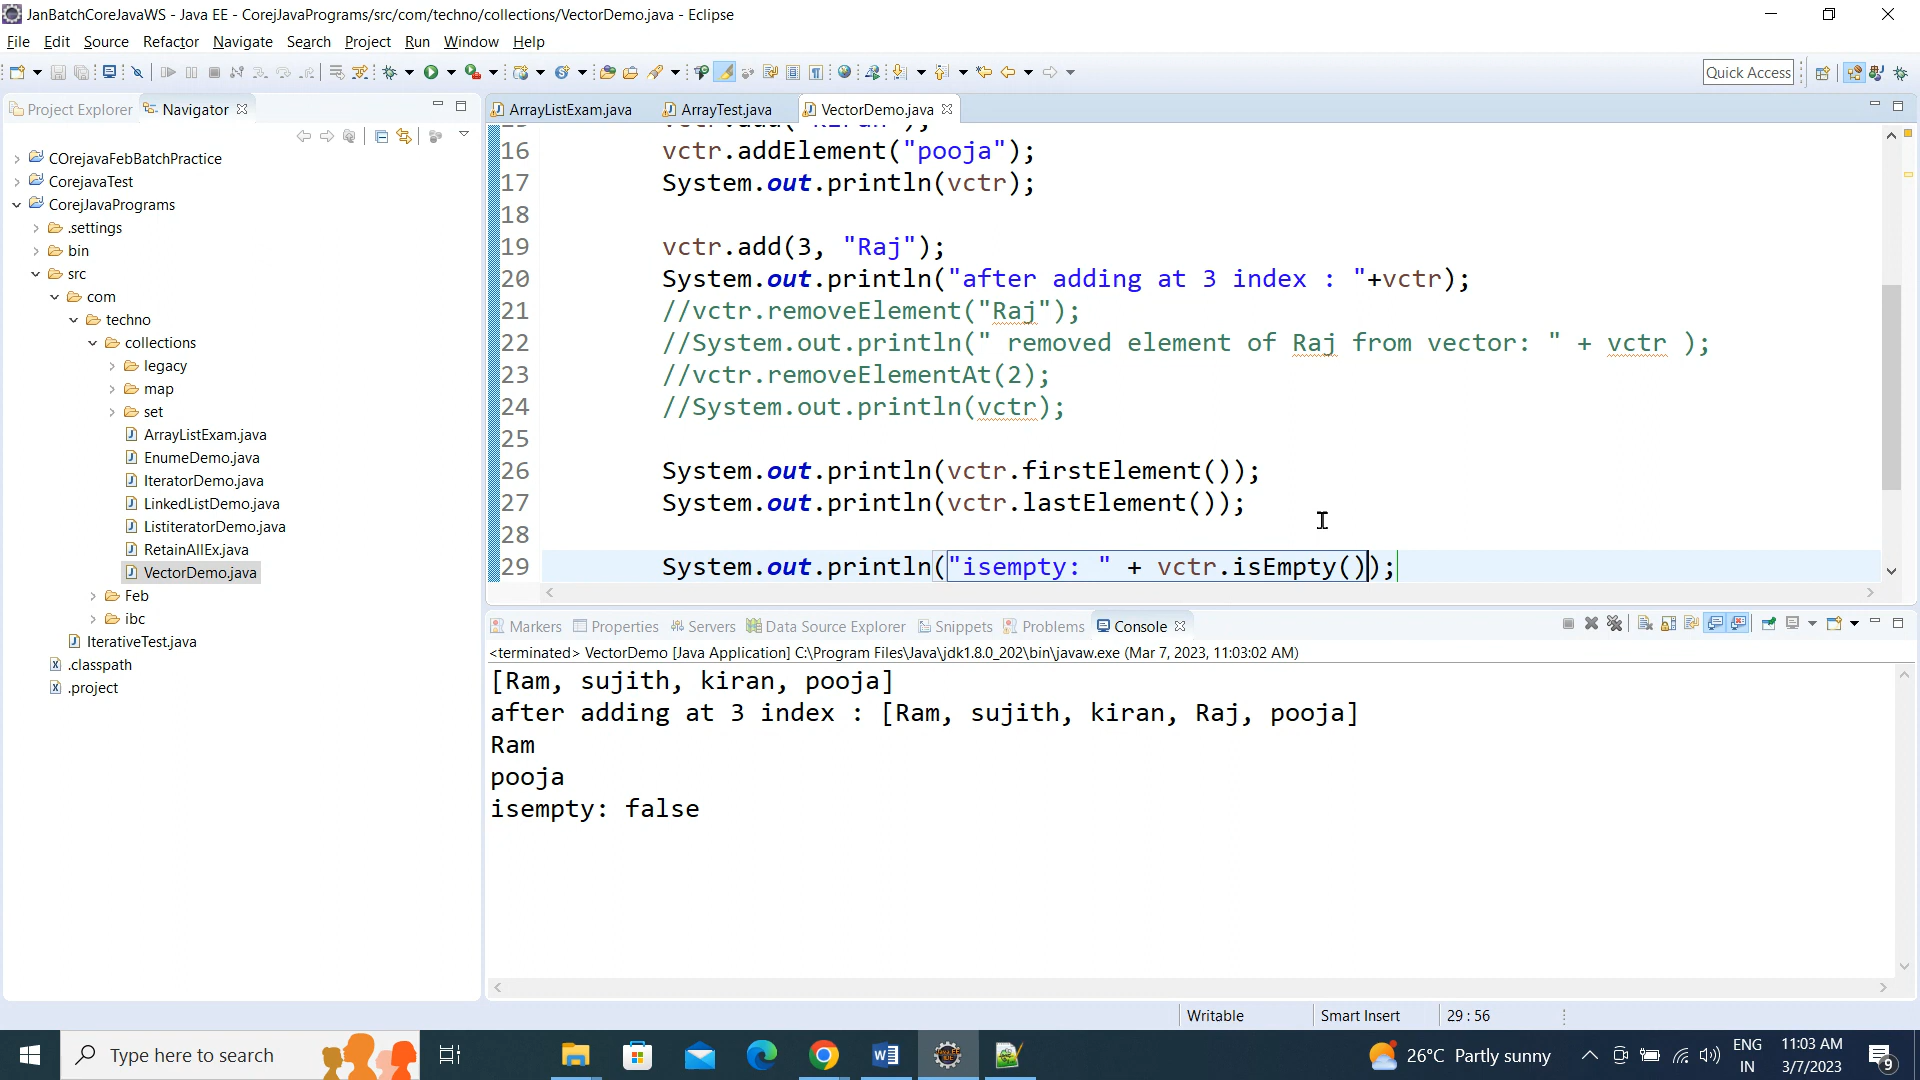 JanBatchCoreJavaWS - Java EE - CorejJavaPrograms/src/com/techno/collections/VectorDemo.java - Eclipse
File Edit Source Refactor Navigate Search Project Run Window Help
Quick Access
Project Explorer Navigator
ArrayListExam.java ArrayTest.java VectorDemo.java
COrejavaFebBatchPractice
CorejavaTest
CorejJavaPrograms
.settings
bin
src
com
techno
collections
legacy
map
set
ArrayListExam.java
EnumeDemo.java
IteratorDemo.java
LinkedListDemo.java
ListiteratorDemo.java
RetainAllEx.java
VectorDemo.java
Feb
ibc
IterativeTest.java
.classpath
.project
16 vctr.addElement("pooja");
17 System.out.println(vctr);
18
19 vctr.add(3, "Raj");
20 System.out.println("after adding at 3 index : "+vctr);
21 //vctr.removeElement("Raj");
22 //System.out.println(" removed element of Raj from vector: " + vctr );
23 //vctr.removeElementAt(2);
24 //System.out.println(vctr);
25
26 System.out.println(vctr.firstElement());
27 System.out.println(vctr.lastElement());
28
29 System.out.println("isempty: " + vctr.isEmpty());
Markers Properties Servers Data Source Explorer Snippets Problems Console
<terminated> VectorDemo [Java Application] C:\Program Files\Java\jdk1.8.0_202\bin\javaw.exe (Mar 7, 2023, 11:03:02 AM)
[Ram, sujith, kiran, pooja]
after adding at 3 index : [Ram, sujith, kiran, Raj, pooja]
Ram
pooja
isempty: false
Writable Smart Insert 29 : 56
Type here to search
26°C Partly sunny
ENG
IN
11:03 AM
3/7/2023
9